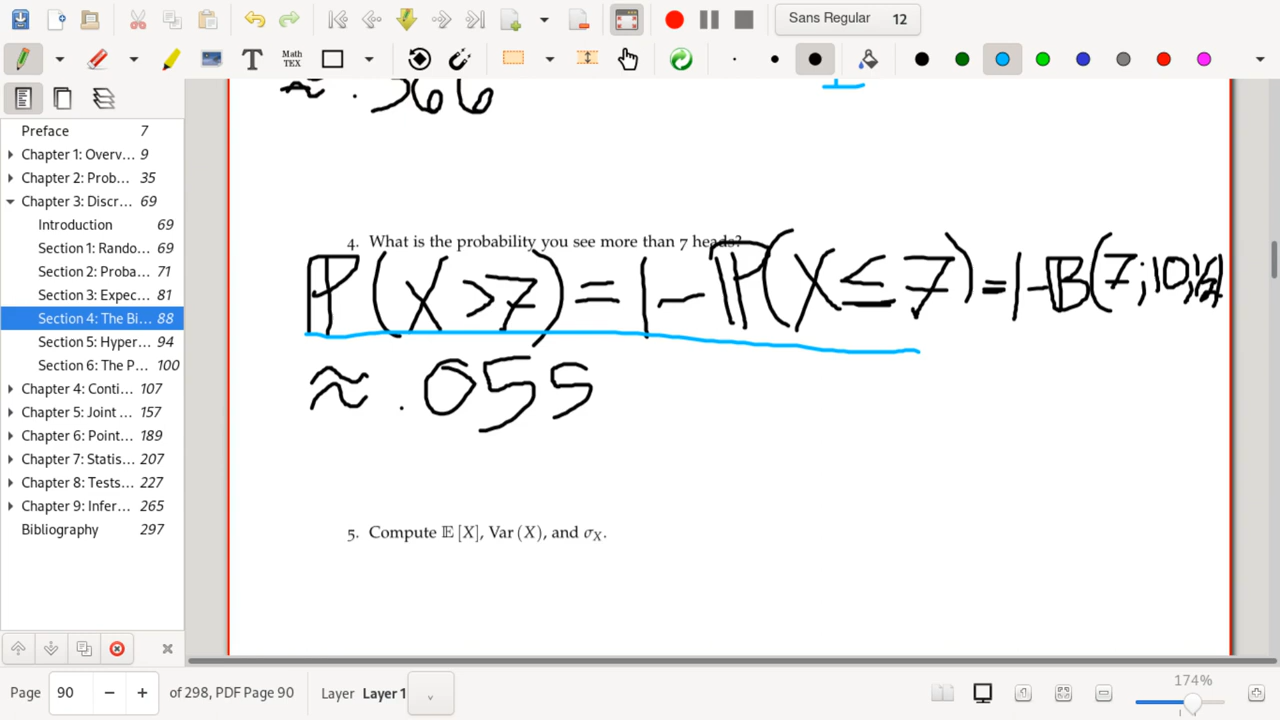 Sans Regular 12
Math
TEX
Preface 7
Chapter 1: Overv... 9
Chapter 2: Prob... 35
Chapter 3: Discr... 69
Introduction 69
Section 1: Rando... 69
Section 2: Proba... 71
Section 3: Expec... 81
Section 4: The Bi... 88
Section 5: Hyper... 94
Section 6: The P... 100
Chapter 4: Conti... 107
Chapter 5: Joint ... 157
Chapter 6: Point... 189
Chapter 7: Statis... 207
Chapter 8: Tests... 227
Chapter 9: Infer... 265
Bibliography 297
≈ .366
4. What is the probability you see more than 7 heads?
ℙ(X>7)=1-ℙ(X≤7)=1-B(7;10,½)
≈ .055
5. Compute 𝔼[X], Var(X), and σ_X.
Page 90 of 298, PDF Page 90 Layer Layer 1 174%